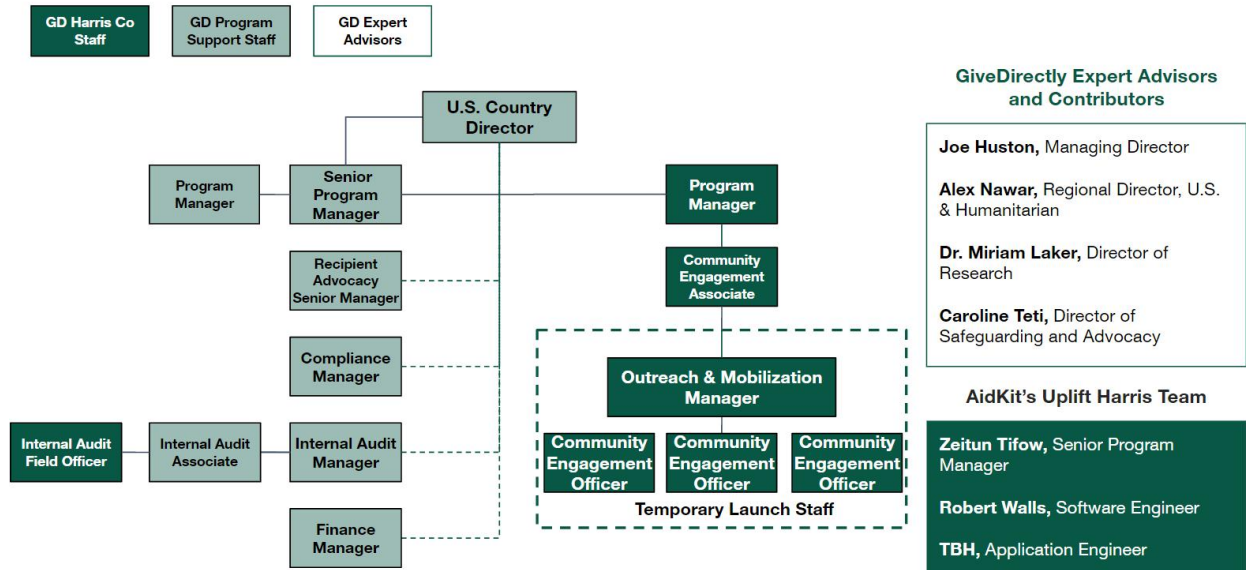 GD Harris Co
Staff
GD Program
Support Staff
GD Expert
Advisors
U.S. Country
Director
Program
Manager
Senior
Program
Manager
Program
Manager
Recipient
Advocacy
Senior Manager
Community
Engagement
Associate
Compliance
Manager
Outreach & Mobilization
Manager
Internal Audit
Field Officer
Internal Audit
Associate
Internal Audit
Manager
Community
Engagement
Officer
Community
Engagement
Officer
Community
Engagement
Officer
Temporary Launch Staff
Finance
Manager
GiveDirectly Expert Advisors
and Contributors
Joe Huston, Managing Director
Alex Nawar, Regional Director, U.S.
& Humanitarian
Dr. Miriam Laker, Director of
Research
Caroline Teti, Director of
Safeguarding and Advocacy
AidKit's Uplift Harris Team
Zeitun Tifow, Senior Program
Manager
Robert Walls, Software Engineer
TBH, Application Engineer